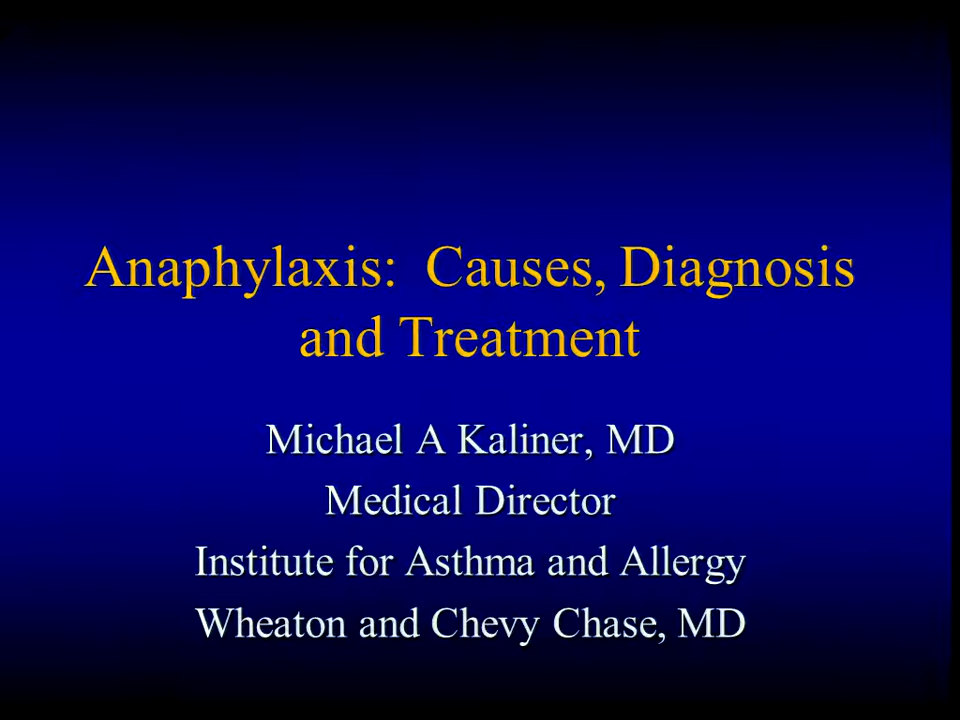 Anaphylaxis: Causes, Diagnosis
and Treatment
Michael A Kaliner, MD
Medical Director
Institute for Asthma and Allergy
Wheaton and Chevy Chase, MD